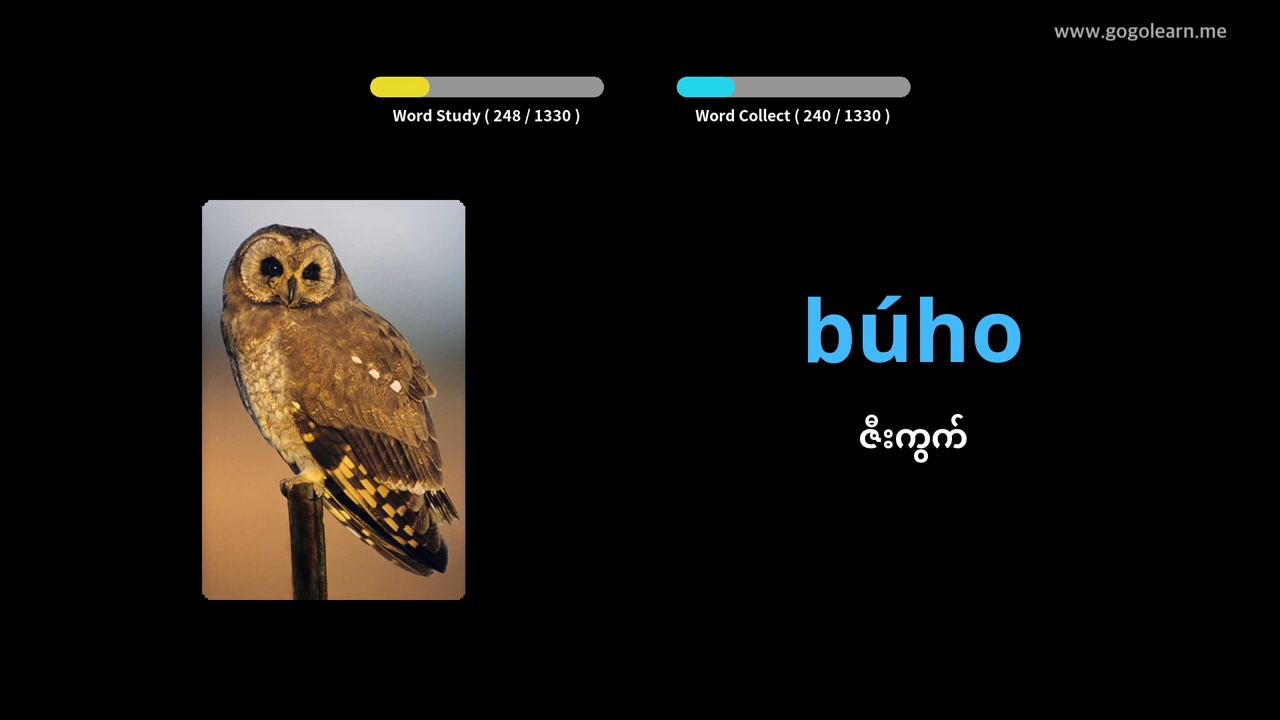 www.gogolearn.me
Word Study ( 248 / 1330 )
Word Collect ( 240 / 1330 )
búho
ဇီးကွက်